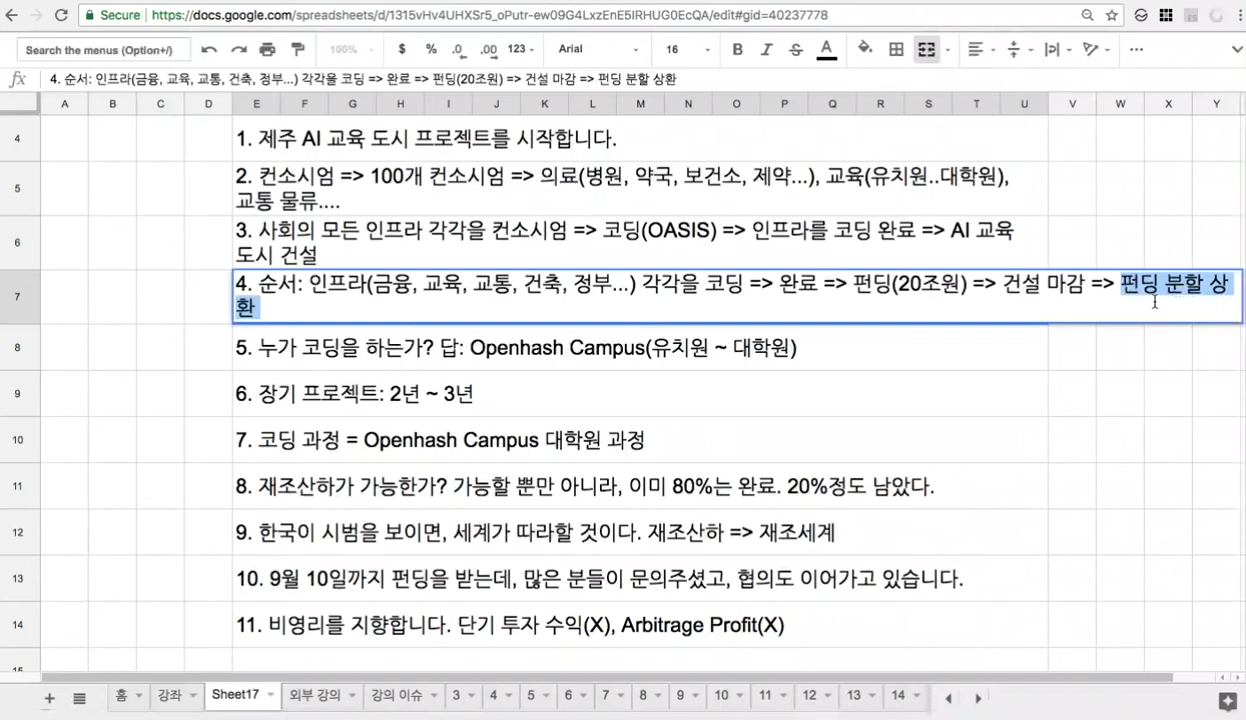 Secure
https://docs.google.com/spreadsheets/d/1315vHv4UHXSr5_oPutr-ew09G4LxzEnE5IRHUG0EcQA/edit#gid=40237778
Search the menus (Option+/)
100%
$ % .0 .00 123
Arial
16
B I S A
fx 4. 순서: 인프라(금융, 교육, 교통, 건축, 정부...) 각각을 코딩 => 완료 => 펀딩(20조원) => 건설 마감 => 펀딩 분할 상환
A B C D E F G H I J K L M N O P Q R S T U V W X Y
4 1. 제주 AI 교육 도시 프로젝트를 시작합니다.
5 2. 컨소시엄 => 100개 컨소시엄 => 의료(병원, 약국, 보건소, 제약...), 교육(유치원..대학원),
교통 물류....
6 3. 사회의 모든 인프라 각각을 컨소시엄 => 코딩(OASIS) => 인프라를 코딩 완료 => AI 교육
도시 건설
7 4. 순서: 인프라(금융, 교육, 교통, 건축, 정부...) 각각을 코딩 => 완료 => 펀딩(20조원) => 건설 마감 => 펀딩 분할 상
환
8 5. 누가 코딩을 하는가? 답: Openhash Campus(유치원 ~ 대학원)
9 6. 장기 프로젝트: 2년 ~ 3년
10 7. 코딩 과정 = Openhash Campus 대학원 과정
11 8. 재조산하가 가능한가? 가능할 뿐만 아니라, 이미 80%는 완료. 20%정도 남았다.
12 9. 한국이 시범을 보이면, 세계가 따라할 것이다. 재조산하 => 재조세계
13 10. 9월 10일까지 펀딩을 받는데, 많은 분들이 문의주셨고, 협의도 이어가고 있습니다.
14 11. 비영리를 지향합니다. 단기 투자 수익(X), Arbitrage Profit(X)
15
홈 강좌 Sheet17 외부 강의 강의 이슈 3 4 5 6 7 8 9 10 11 12 13 14